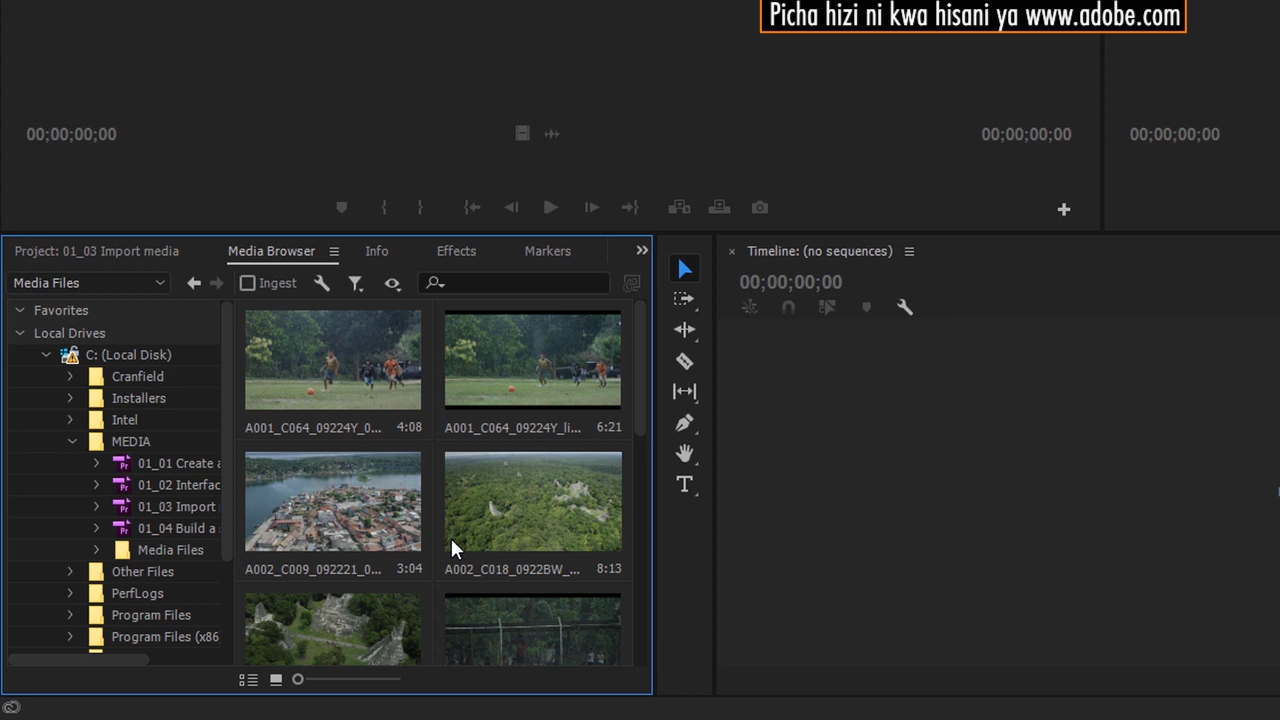 Picha hizi ni kwa hisani ya www.adobe.com
00;00;00;00
00;00;00;00
00;00;00;00
Project: 01_03 Import media
Media Browser
Info
Effects
Markers
Media Files
Ingest
Favorites
Local Drives
C: (Local Disk)
Cranfield
Installers
Intel
MEDIA
01_01 Create a
01_02 Interfac
01_03 Import
01_04 Build a
Media Files
Other Files
PerfLogs
Program Files
Program Files (x86
A001_C064_09224Y_0... 4:08
A001_C064_09224Y_li... 6:21
A002_C009_092221_0... 3:04
A002_C018_0922BW_... 8:13
× Timeline: (no sequences)
00;00;00;00